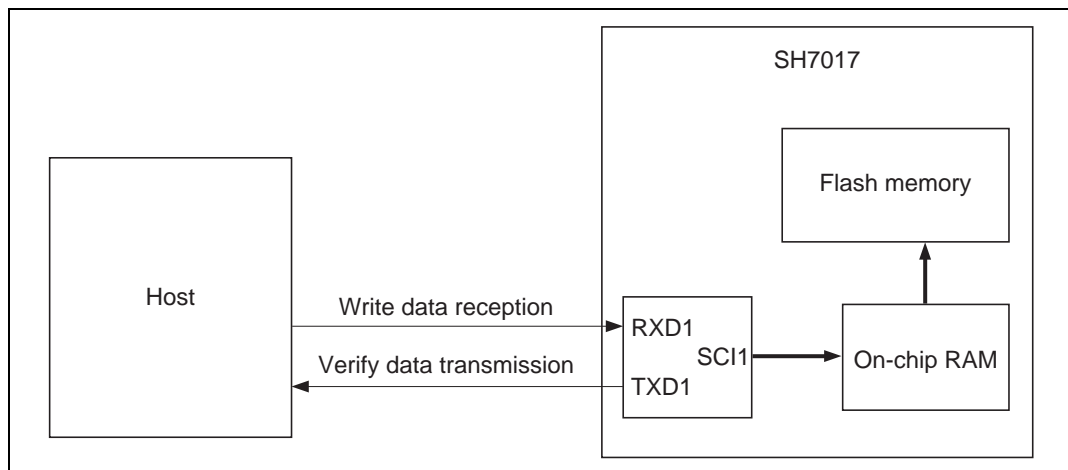 SH7017
Flash memory
Host
Write data reception
RXD1
SCI1
Verify data transmission
TXD1
On-chip RAM